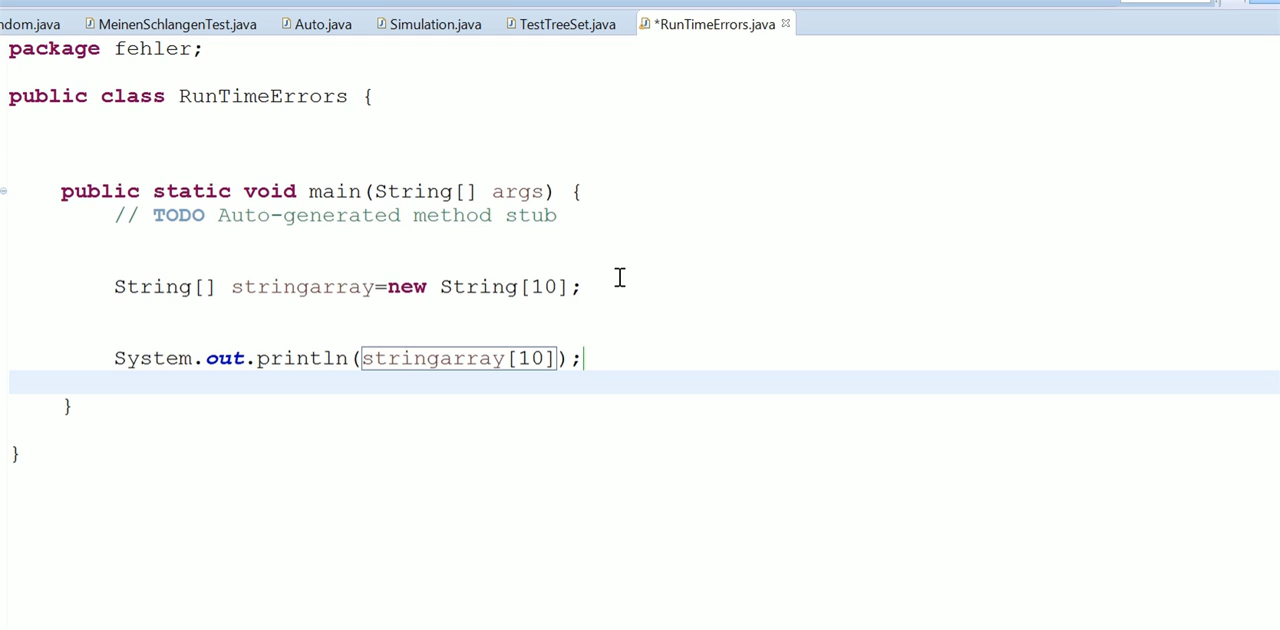 ndom.java MeinenSchlangenTest.java Auto.java Simulation.java TestTreeSet.java *RunTimeErrors.java
package fehler;
public class RunTimeErrors {
public static void main(String[] args) {
// TODO Auto-generated method stub
String[] stringarray=new String[10];
System.out.println(stringarray[10]);
}
}